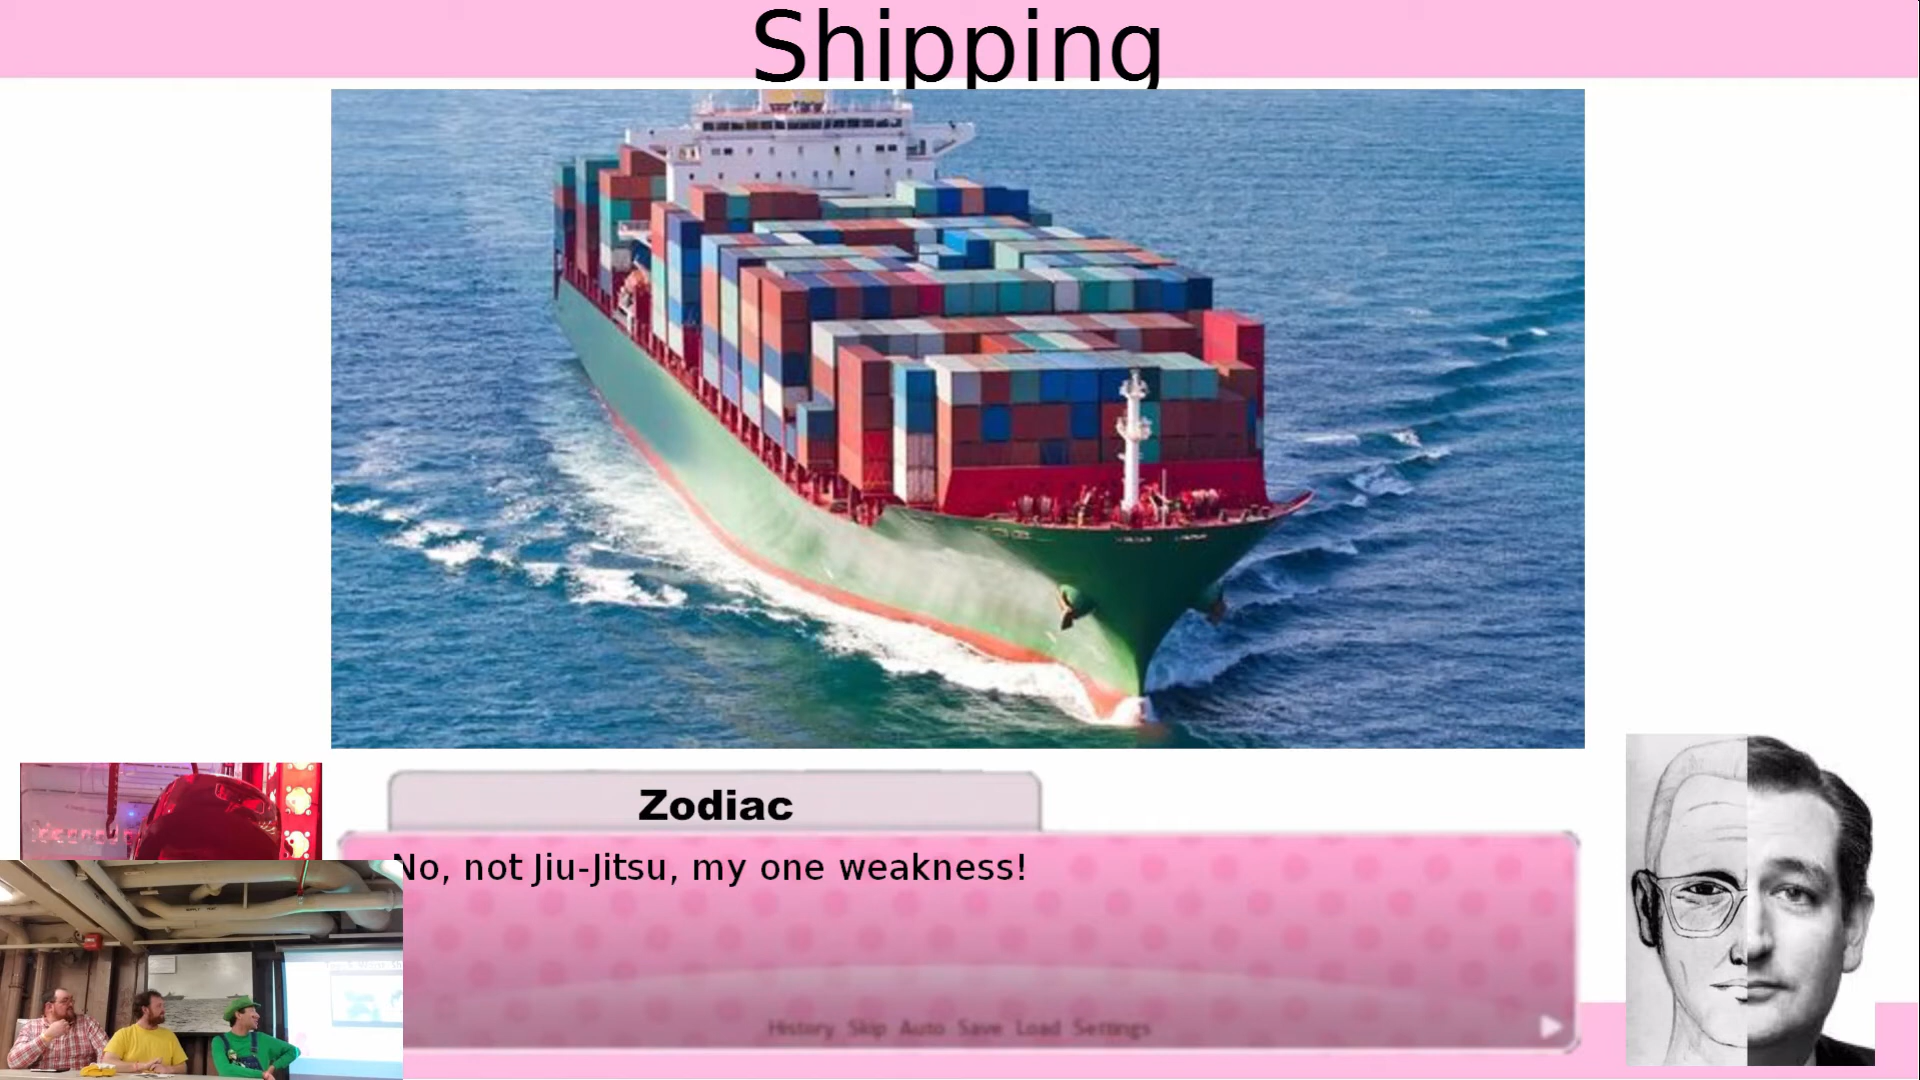 Shipping
Zodiac
No, not Jiu-Jitsu, my one weakness!
History Skip Auto Save Load Settings